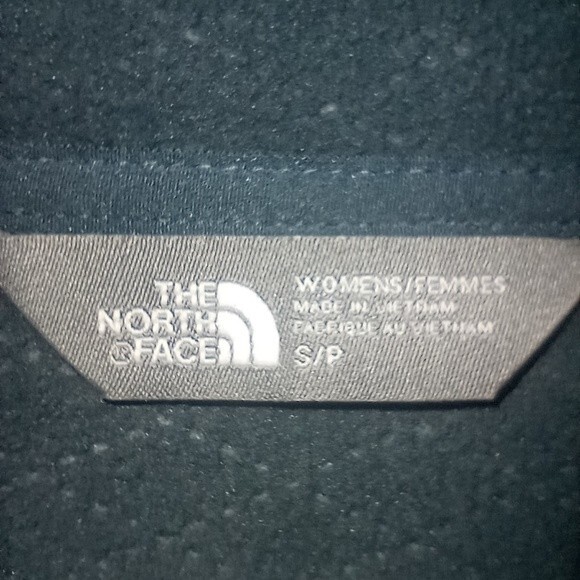 THE
NORTH
®FACE
WOMENS/FEMMES
MADE IN VIETNAM
FABRIQUE AU VIETNAM
S/P